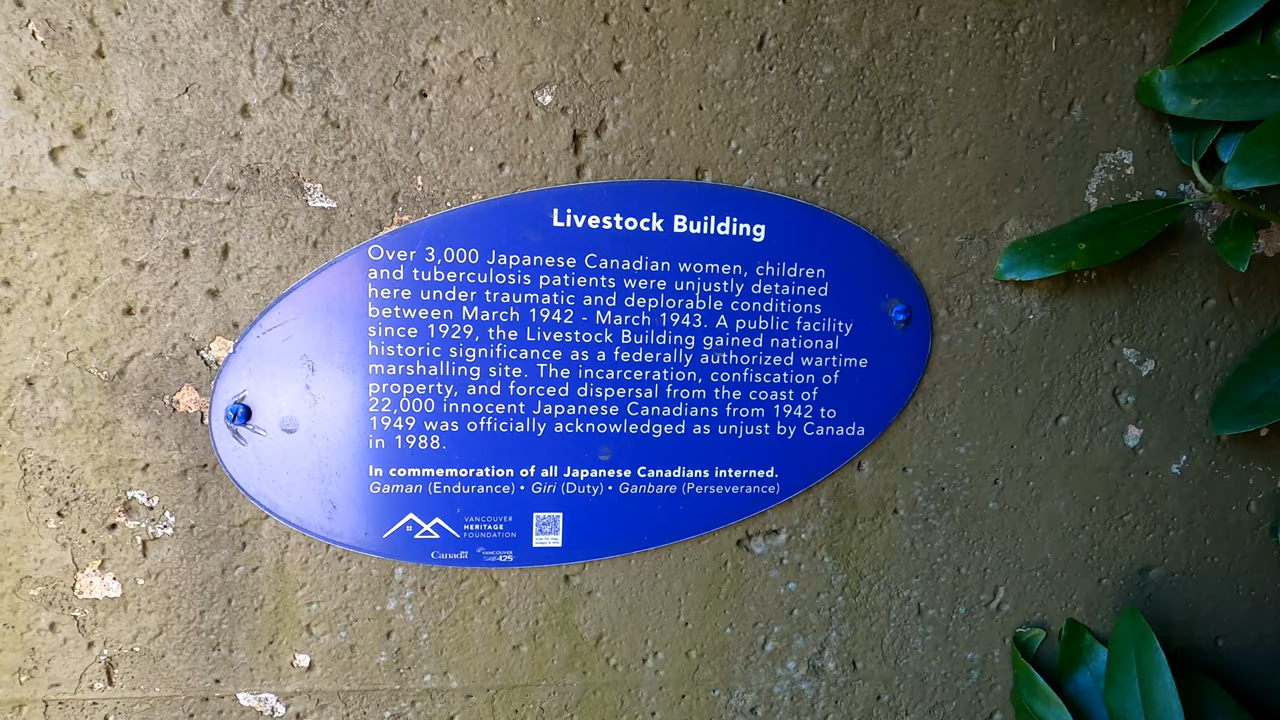 Livestock Building
Over 3,000 Japanese Canadian women, children
and tuberculosis patients were unjustly detained
here under traumatic and deplorable conditions
between March 1942 - March 1943. A public facility
since 1929, the Livestock Building gained national
historic significance as a federally authorized wartime
marshalling site. The incarceration, confiscation of
property, and forced dispersal from the coast of
22,000 innocent Japanese Canadians from 1942 to
1949 was officially acknowledged as unjust by Canada
in 1988.
In commemoration of all Japanese Canadians interned.
Gaman (Endurance) • Giri (Duty) • Ganbare (Perseverance)
VANCOUVER
HERITAGE
FOUNDATION
Canada
VANCOUVER
125